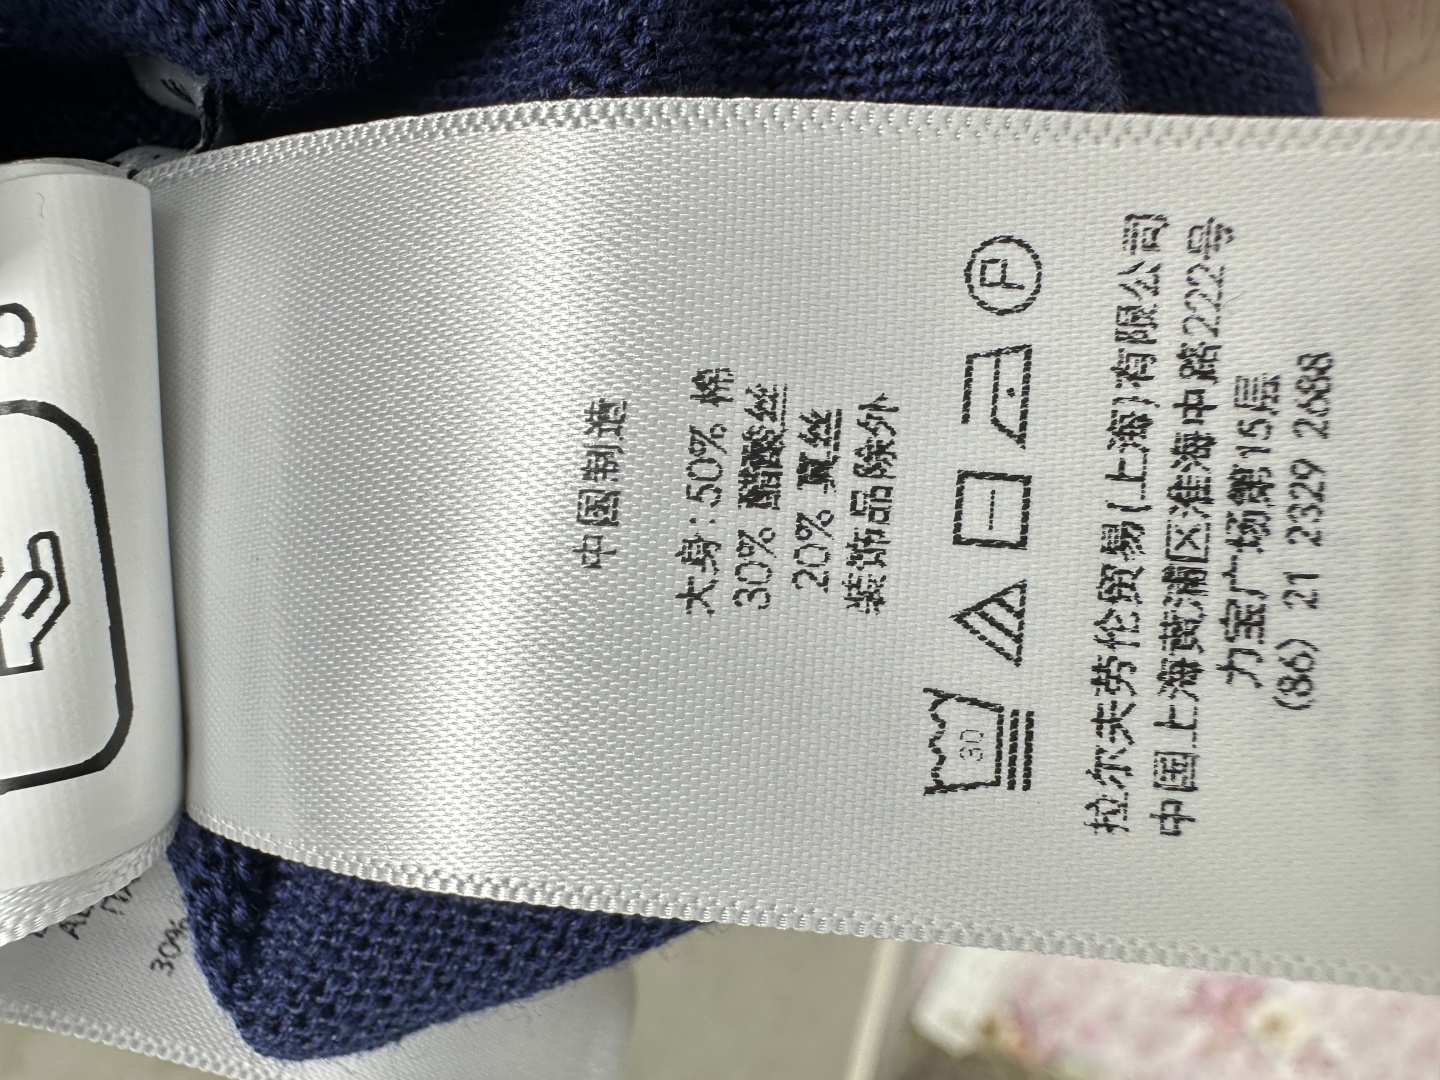 中国制造
大身: 50% 棉
30% 醋酸丝
20% 真丝
装饰品除外
30
P
拉尔夫劳伦贸易(上海)有限公司
中国上海黄浦区淮海中路222号
力宝广场第15层
(86) 21 2329 2688
30%